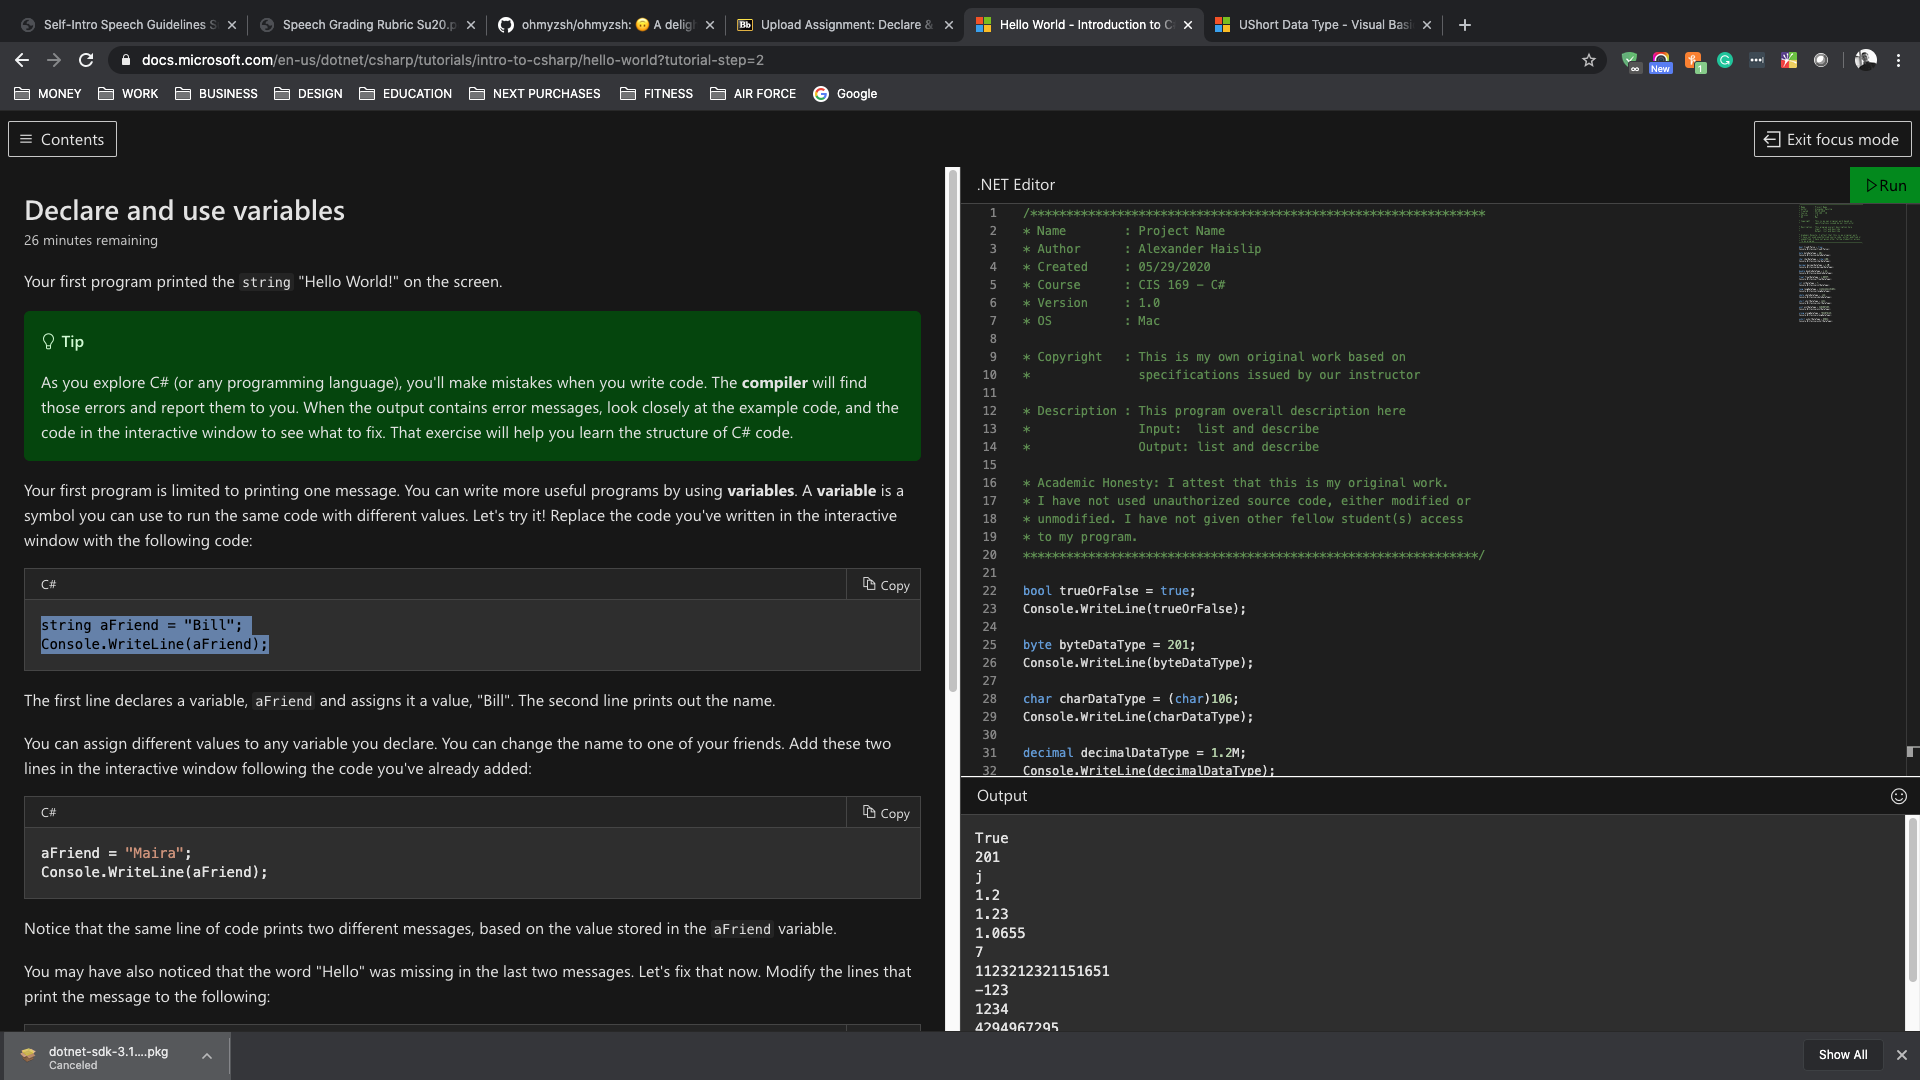 Self-Intro Speech Guidelines S
Speech Grading Rubric Su20.p
ohmyzsh/ohmyzsh: 🙃 A deligh
Bb Upload Assignment: Declare &
Hello World - Introduction to C
UShort Data Type - Visual Basi
docs.microsoft.com/en-us/dotnet/csharp/tutorials/intro-to-csharp/hello-world?tutorial-step=2
New
1
MONEY WORK BUSINESS DESIGN EDUCATION NEXT PURCHASES FITNESS AIR FORCE Google
Contents
Exit focus mode
Declare and use variables
26 minutes remaining
Your first program printed the string "Hello World!" on the screen.
Tip
As you explore C# (or any programming language), you'll make mistakes when you write code. The compiler will find
those errors and report them to you. When the output contains error messages, look closely at the example code, and the
code in the interactive window to see what to fix. That exercise will help you learn the structure of C# code.
Your first program is limited to printing one message. You can write more useful programs by using variables. A variable is a
symbol you can use to run the same code with different values. Let's try it! Replace the code you've written in the interactive
window with the following code:
C#
Copy
string aFriend = "Bill";
Console.WriteLine(aFriend);
The first line declares a variable, aFriend and assigns it a value, "Bill". The second line prints out the name.
You can assign different values to any variable you declare. You can change the name to one of your friends. Add these two
lines in the interactive window following the code you've already added:
C#
Copy
aFriend = "Maira";
Console.WriteLine(aFriend);
Notice that the same line of code prints two different messages, based on the value stored in the aFriend variable.
You may have also noticed that the word "Hello" was missing in the last two messages. Let's fix that now. Modify the lines that
print the message to the following:
.NET Editor
Run
1 /***************************************************************
2 * Name : Project Name
3 * Author : Alexander Haislip
4 * Created : 05/29/2020
5 * Course : CIS 169 - C#
6 * Version : 1.0
7 * OS : Mac
8
9 * Copyright : This is my own original work based on
10 * specifications issued by our instructor
11
12 * Description : This program overall description here
13 * Input: list and describe
14 * Output: list and describe
15
16 * Academic Honesty: I attest that this is my original work.
17 * I have not used unauthorized source code, either modified or
18 * unmodified. I have not given other fellow student(s) access
19 * to my program.
20 ***************************************************************/
21
22 bool trueOrFalse = true;
23 Console.WriteLine(trueOrFalse);
24
25 byte byteDataType = 201;
26 Console.WriteLine(byteDataType);
27
28 char charDataType = (char)106;
29 Console.WriteLine(charDataType);
30
31 decimal decimalDataType = 1.2M;
32 Console.WriteLine(decimalDataType);
Output
True
201
j
1.2
1.23
1.0655
7
1123212321151651
-123
1234
4294967295
dotnet-sdk-3.1....pkg
Canceled
Show All